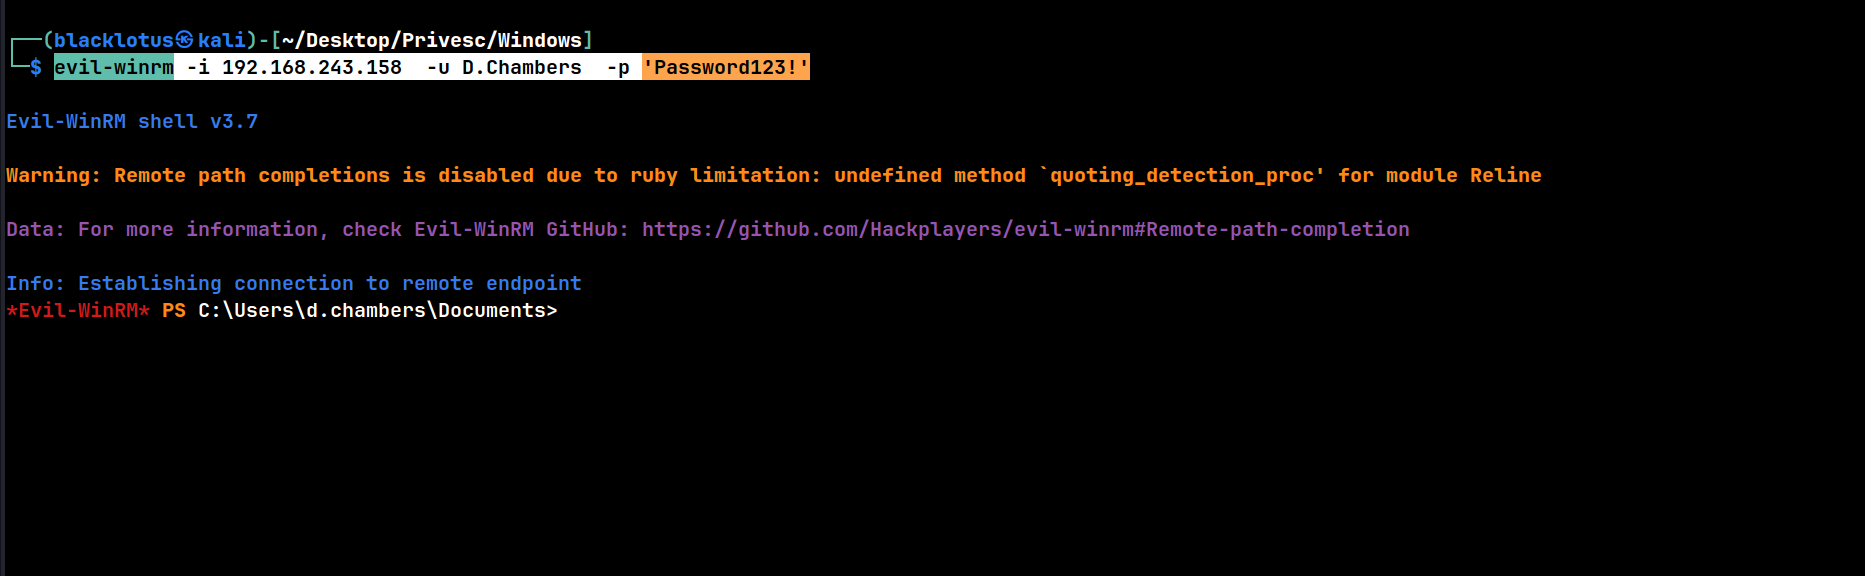 ┌──(blacklotus㉿kali)-[~/Desktop/Privesc/Windows]
└─$ evil-winrm -i 192.168.243.158  -u D.Chambers  -p 'Password123!'
Evil-WinRM shell v3.7
Warning: Remote path completions is disabled due to ruby limitation: undefined method `quoting_detection_proc' for module Reline
Data: For more information, check Evil-WinRM GitHub: https://github.com/Hackplayers/evil-winrm#Remote-path-completion
Info: Establishing connection to remote endpoint
*Evil-WinRM* PS C:\Users\d.chambers\Documents>